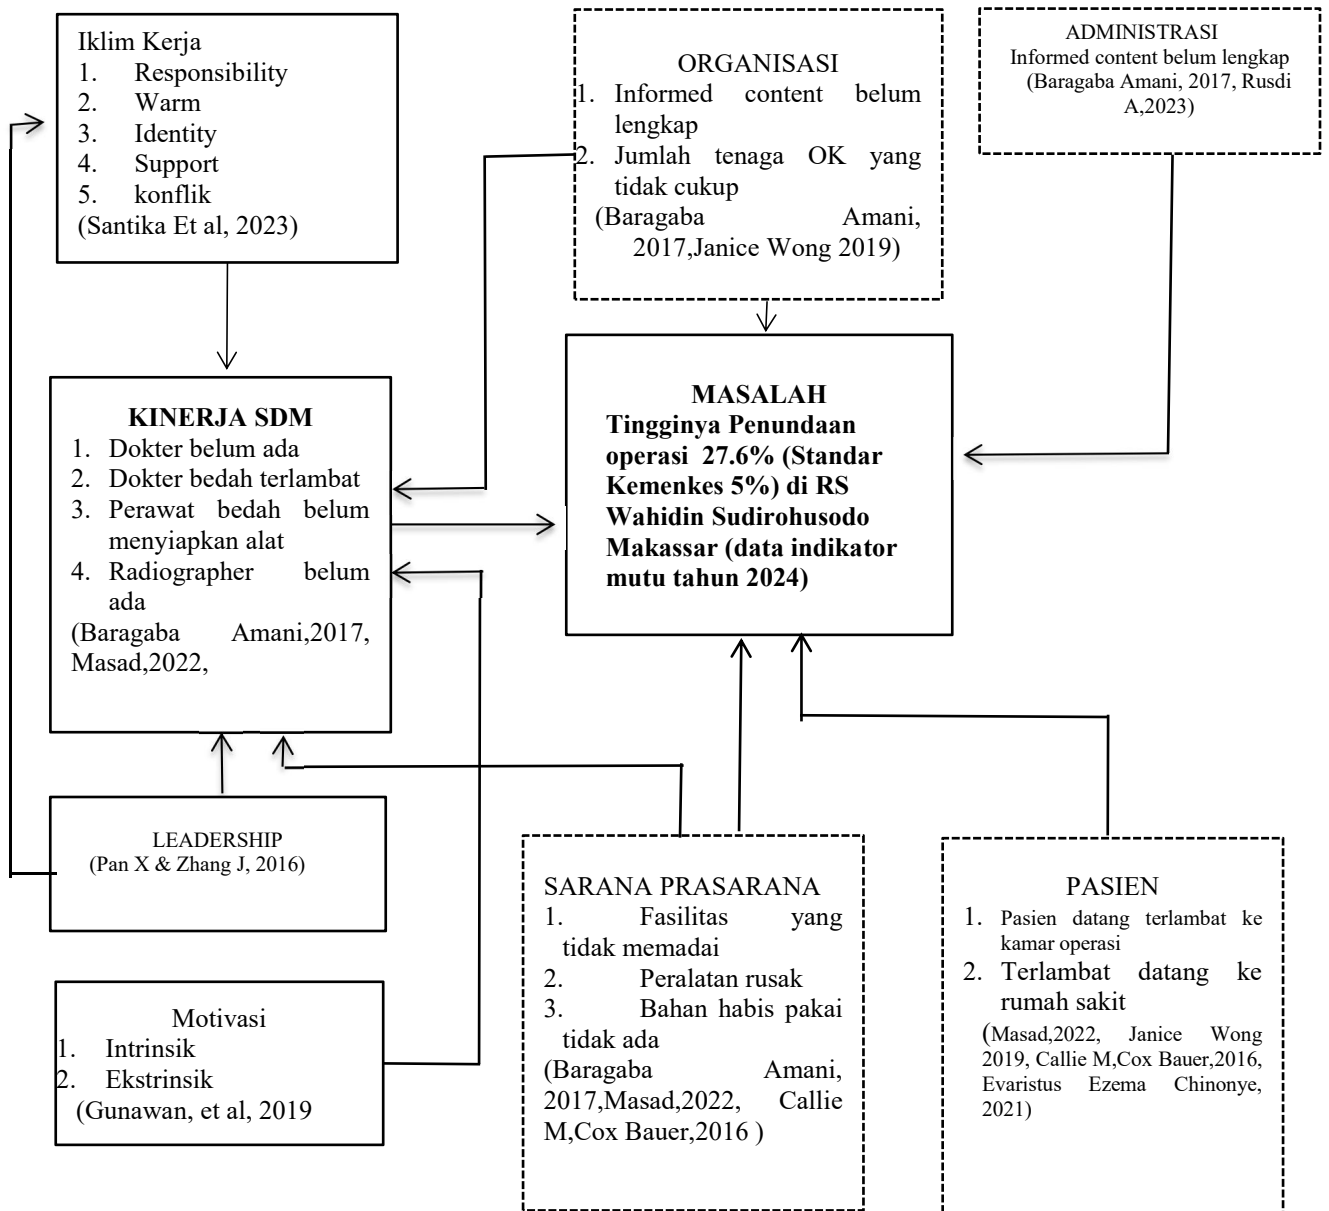 Iklim Kerja
1. Responsibility
2. Warm
3. Identity
4. Support
5. konflik
(Santika Et al, 2023)
ORGANISASI
1. Informed content belum
lengkap
2. Jumlah tenaga OK yang
tidak cukup
(Baragaba Amani,
2017,Janice Wong 2019)
ADMINISTRASI
Informed content belum lengkap
(Baragaba Amani, 2017, Rusdi
A,2023)
KINERJA SDM
1. Dokter belum ada
2. Dokter bedah terlambat
3. Perawat bedah belum
menyiapkan alat
4. Radiographer belum
ada
(Baragaba Amani,2017,
Masad,2022,
MASALAH
Tingginya Penundaan
operasi 27.6% (Standar
Kemenkes 5%) di RS
Wahidin Sudirohusodo
Makassar (data indikator
mutu tahun 2024)
LEADERSHIP
(Pan X & Zhang J, 2016)
Motivasi
1. Intrinsik
2. Ekstrinsik
(Gunawan, et al, 2019
SARANA PRASARANA
1. Fasilitas yang
tidak memadai
2. Peralatan rusak
3. Bahan habis pakai
tidak ada
(Baragaba Amani,
2017,Masad,2022, Callie
M,Cox Bauer,2016 )
PASIEN
1. Pasien datang terlambat ke
kamar operasi
2. Terlambat datang ke
rumah sakit
(Masad,2022, Janice Wong
2019, Callie M,Cox Bauer,2016,
Evaristus Ezema Chinonye,
2021)